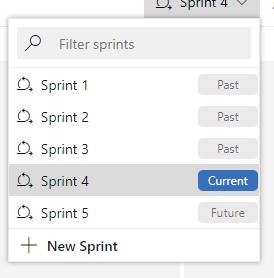 Sprint 4
Filter sprints
Sprint 1 Past
Sprint 2 Past
Sprint 3 Past
Sprint 4 Current
Sprint 5 Future
New Sprint